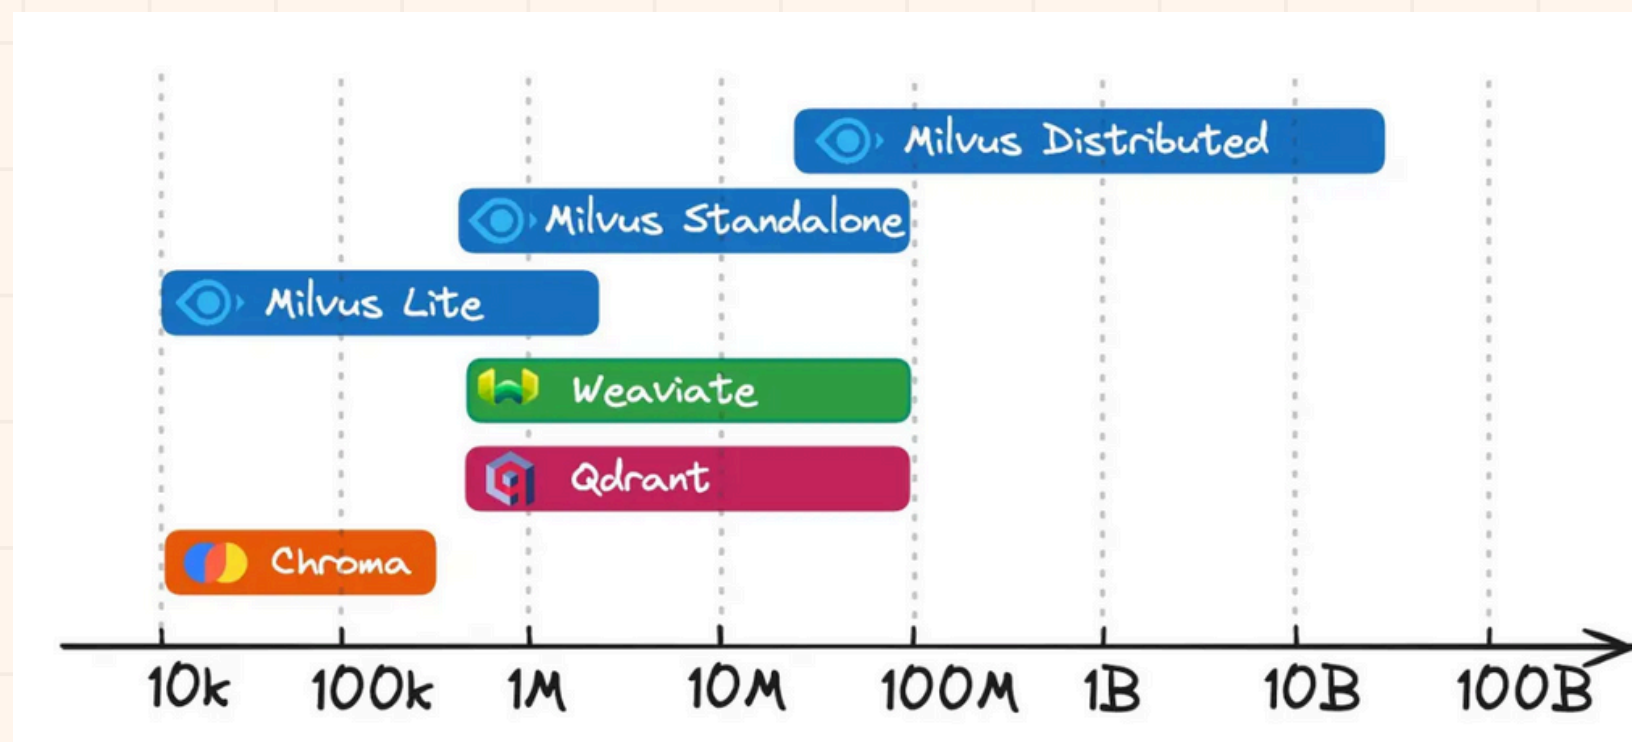 Milvus Distributed
Milvus Standalone
Milvus Lite
Weaviate
Qdrant
Chroma
10k 100k 1M 10M 100M 1B 10B 100B